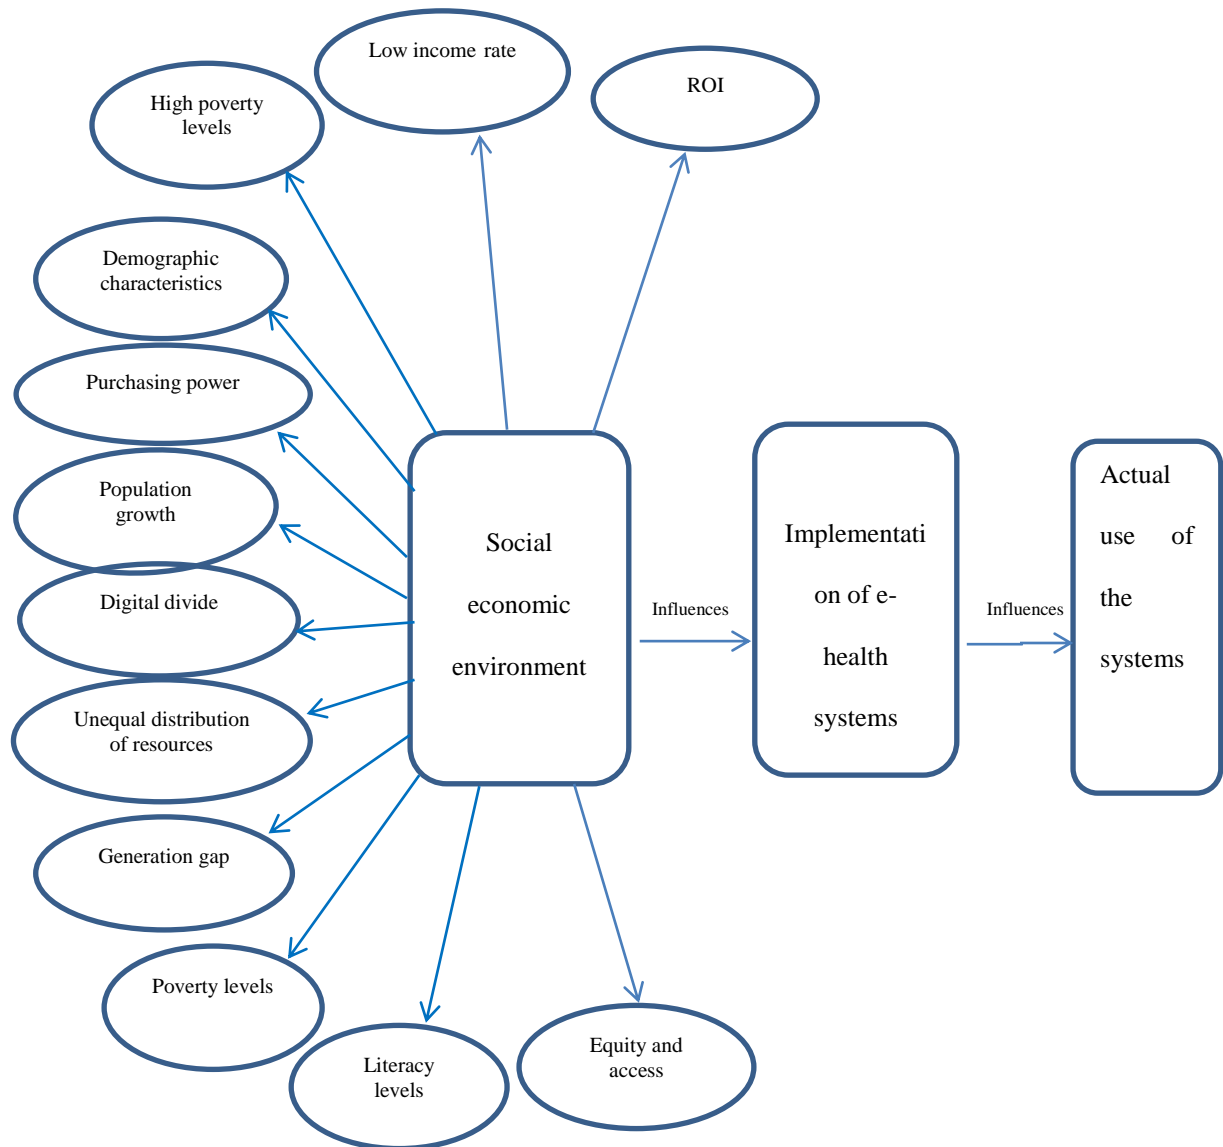 Low income rate
ROI
High poverty
levels
Demographic
characteristics
Purchasing power
Population
growth
Digital divide
Unequal distribution
of resources
Generation gap
Poverty levels
Literacy
levels
Equity and
access
Social
economic
environment
Influences
Implementati
on of e-
health
systems
Influences
Actual
use of
the
systems